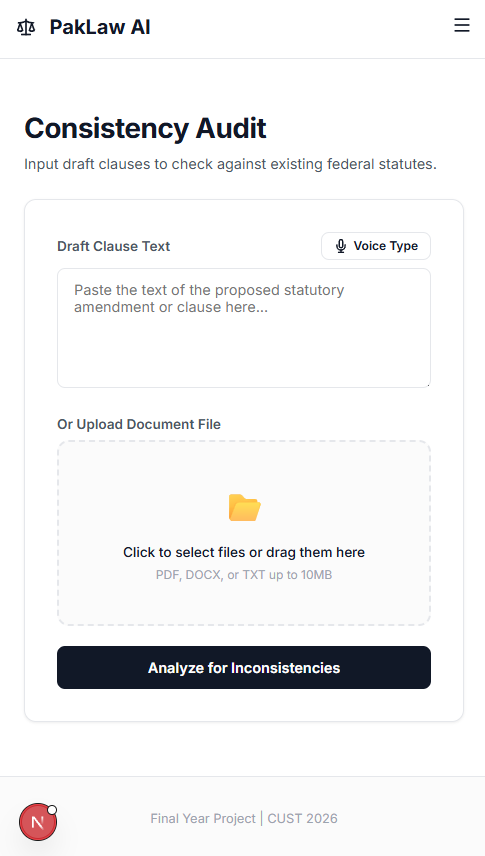 PakLaw AI
Consistency Audit
Input draft clauses to check against existing federal statutes.
Draft Clause Text
Voice Type
Paste the text of the proposed statutory
amendment or clause here...
Or Upload Document File
Click to select files or drag them here
PDF, DOCX, or TXT up to 10MB
Analyze for Inconsistencies
N
Final Year Project | CUST 2026